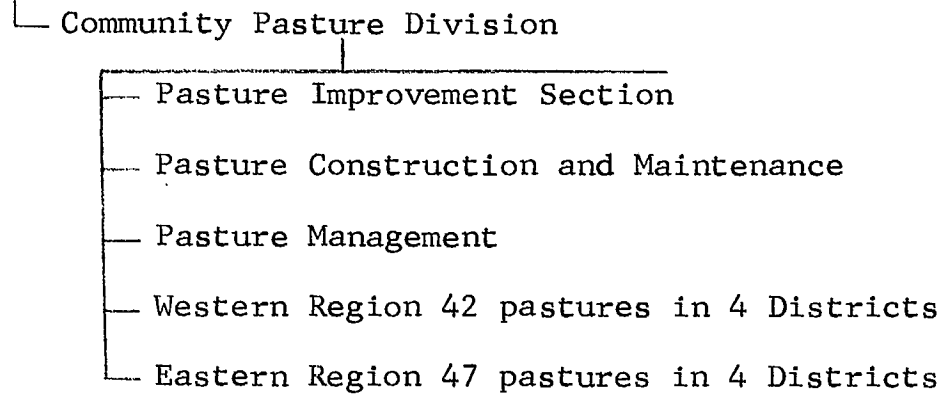 Community Pasture Division
Pasture Improvement Section
Pasture Construction and Maintenance
Pasture Management
Western Region 42 pastures in 4 Districts
Eastern Region 47 pastures in 4 Districts